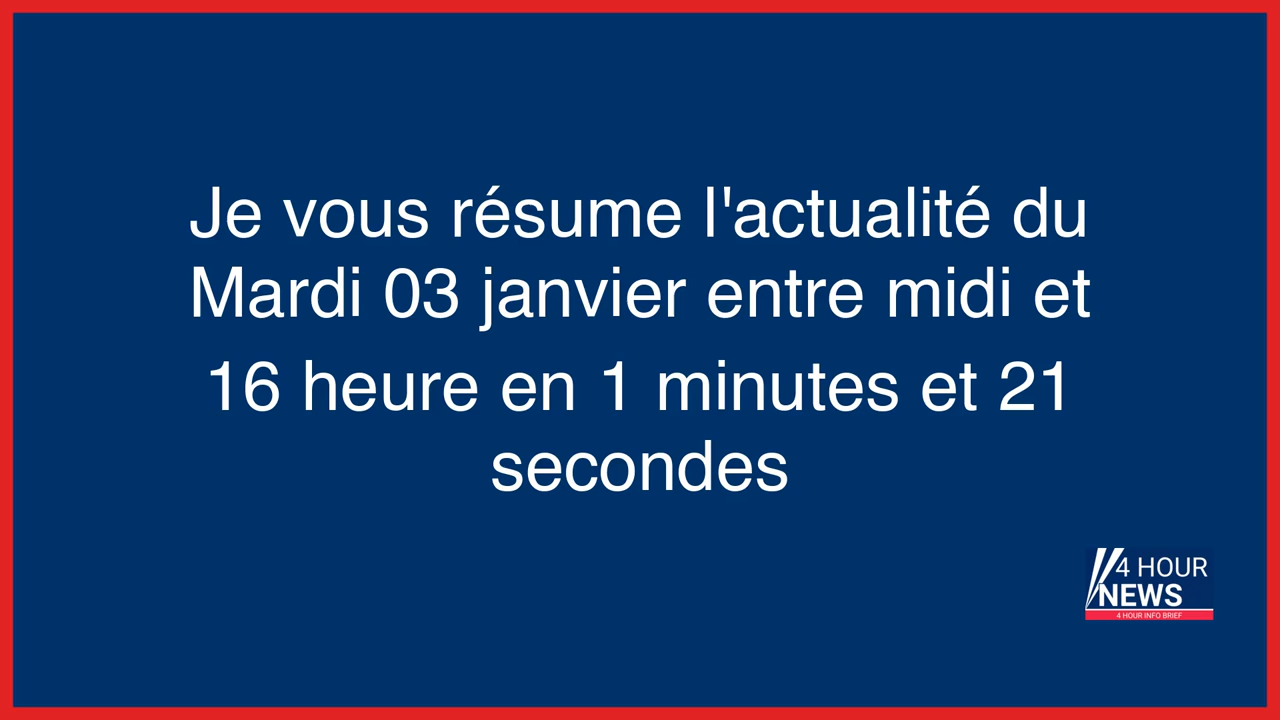 Je vous résume l'actualité du
Mardi 03 janvier entre midi et
16 heure en 1 minutes et 21
secondes
4 HOUR
NEWS
4 HOUR INFO BRIEF